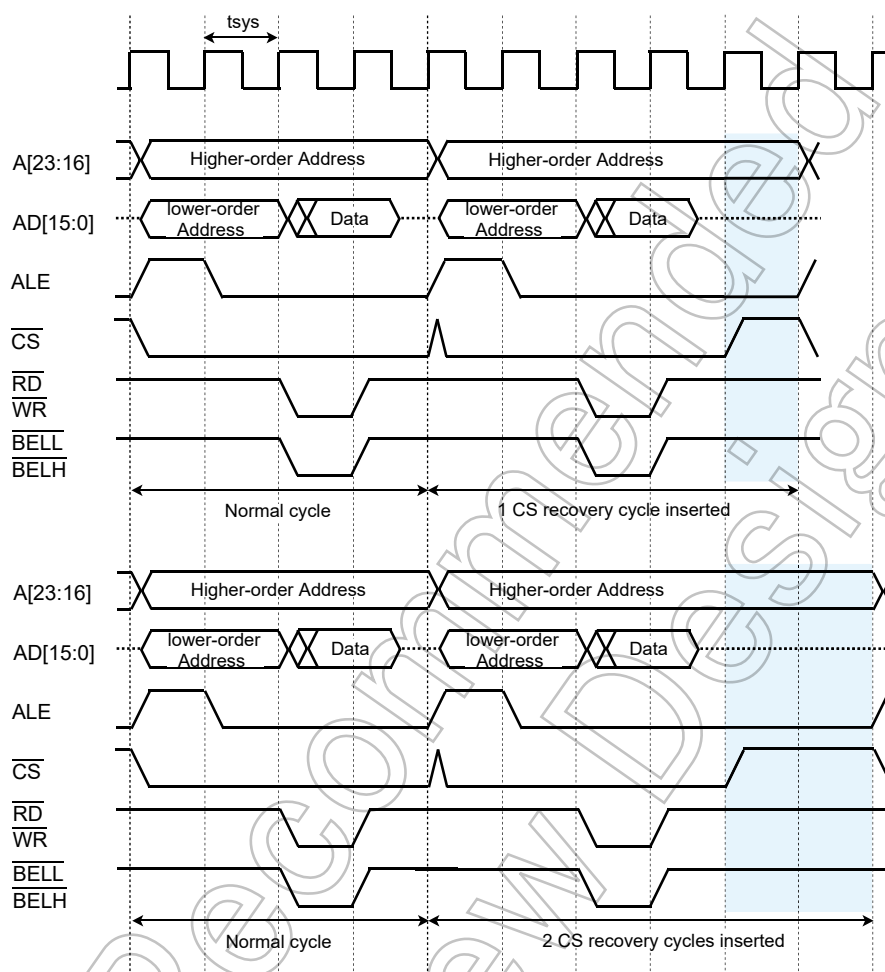 tsys
A[23:16]
Higher-order Address
Higher-order Address
AD[15:0]
lower-order
Address
Data
lower-order
Address
Data
ALE
CS
RD
WR
BELL
BELH
Normal cycle
1 CS recovery cycle inserted
A[23:16]
Higher-order Address
Higher-order Address
AD[15:0]
lower-order
Address
Data
lower-order
Address
Data
ALE
CS
RD
WR
BELL
BELH
Normal cycle
2 CS recovery cycles inserted
Recommended
ew Design